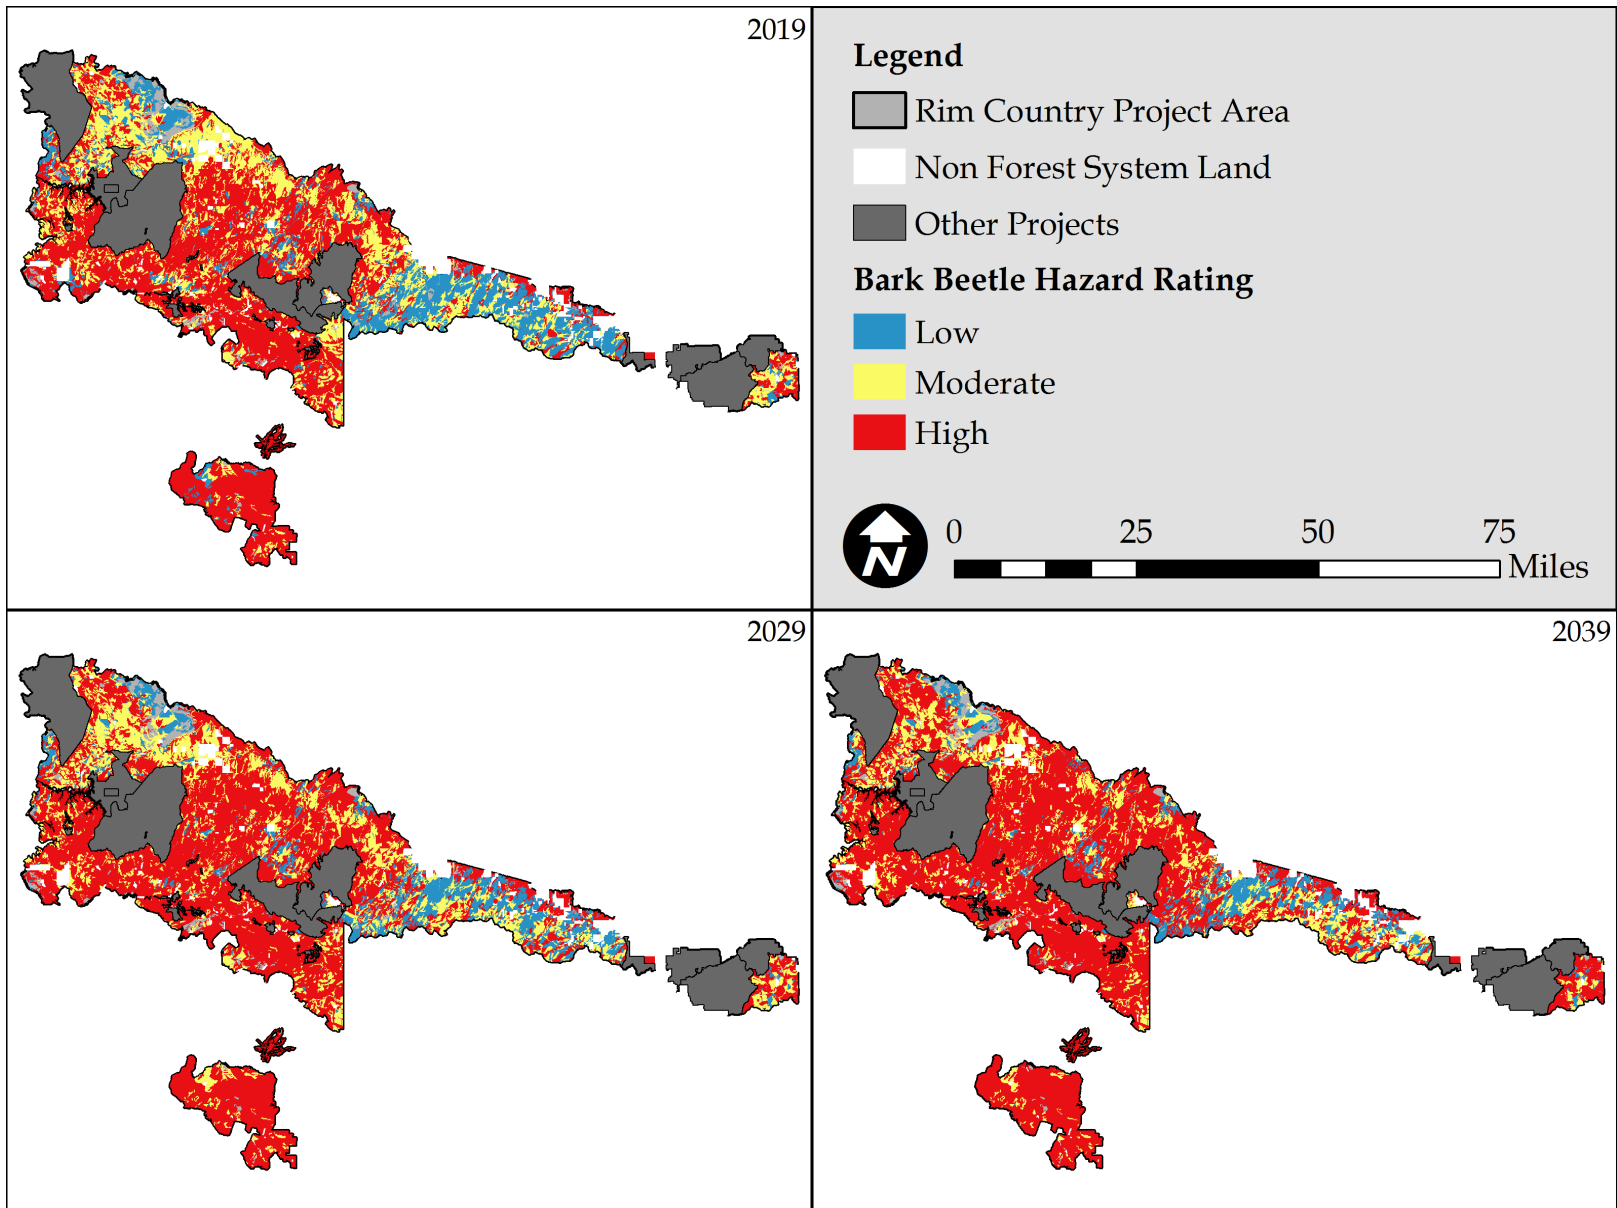 2019
Legend
Rim Country Project Area
Non Forest System Land
Other Projects
Bark Beetle Hazard Rating
Low
Moderate
High
N
0 25 50 75
Miles
2029
2039